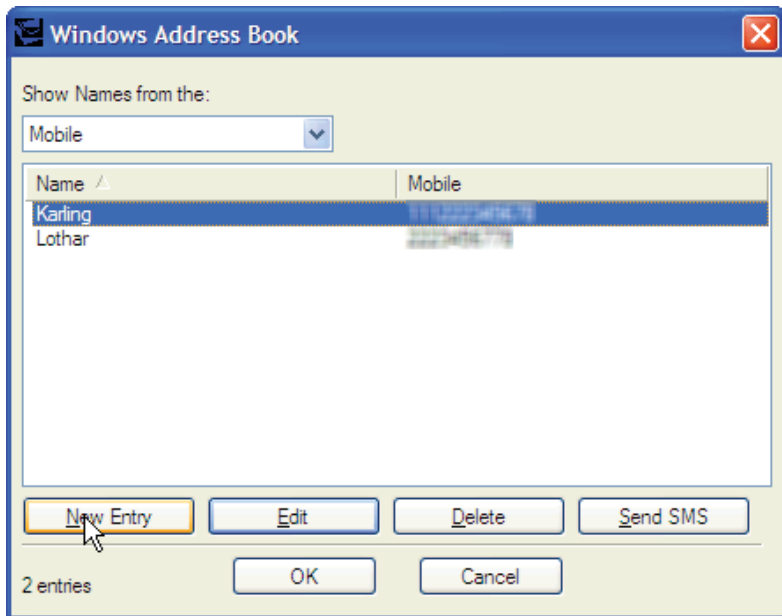 Windows Address Book
Show Names from the:
Mobile
Name Mobile
Karling
Lothar
New Entry Edit Delete Send SMS
2 entries OK Cancel